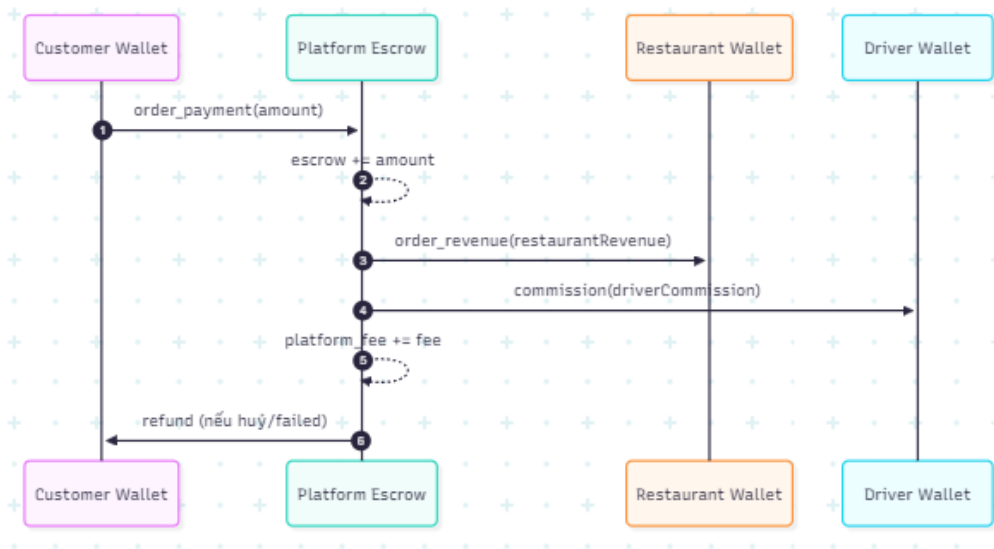 Customer Wallet
Platform Escrow
Restaurant Wallet
Driver Wallet
order_payment(amount)
1
escrow += amount
2
order_revenue(restaurantRevenue)
3
commission(driverCommission)
4
platform_fee += fee
5
refund (nếu huỷ/failed)
6
Customer Wallet
Platform Escrow
Restaurant Wallet
Driver Wallet